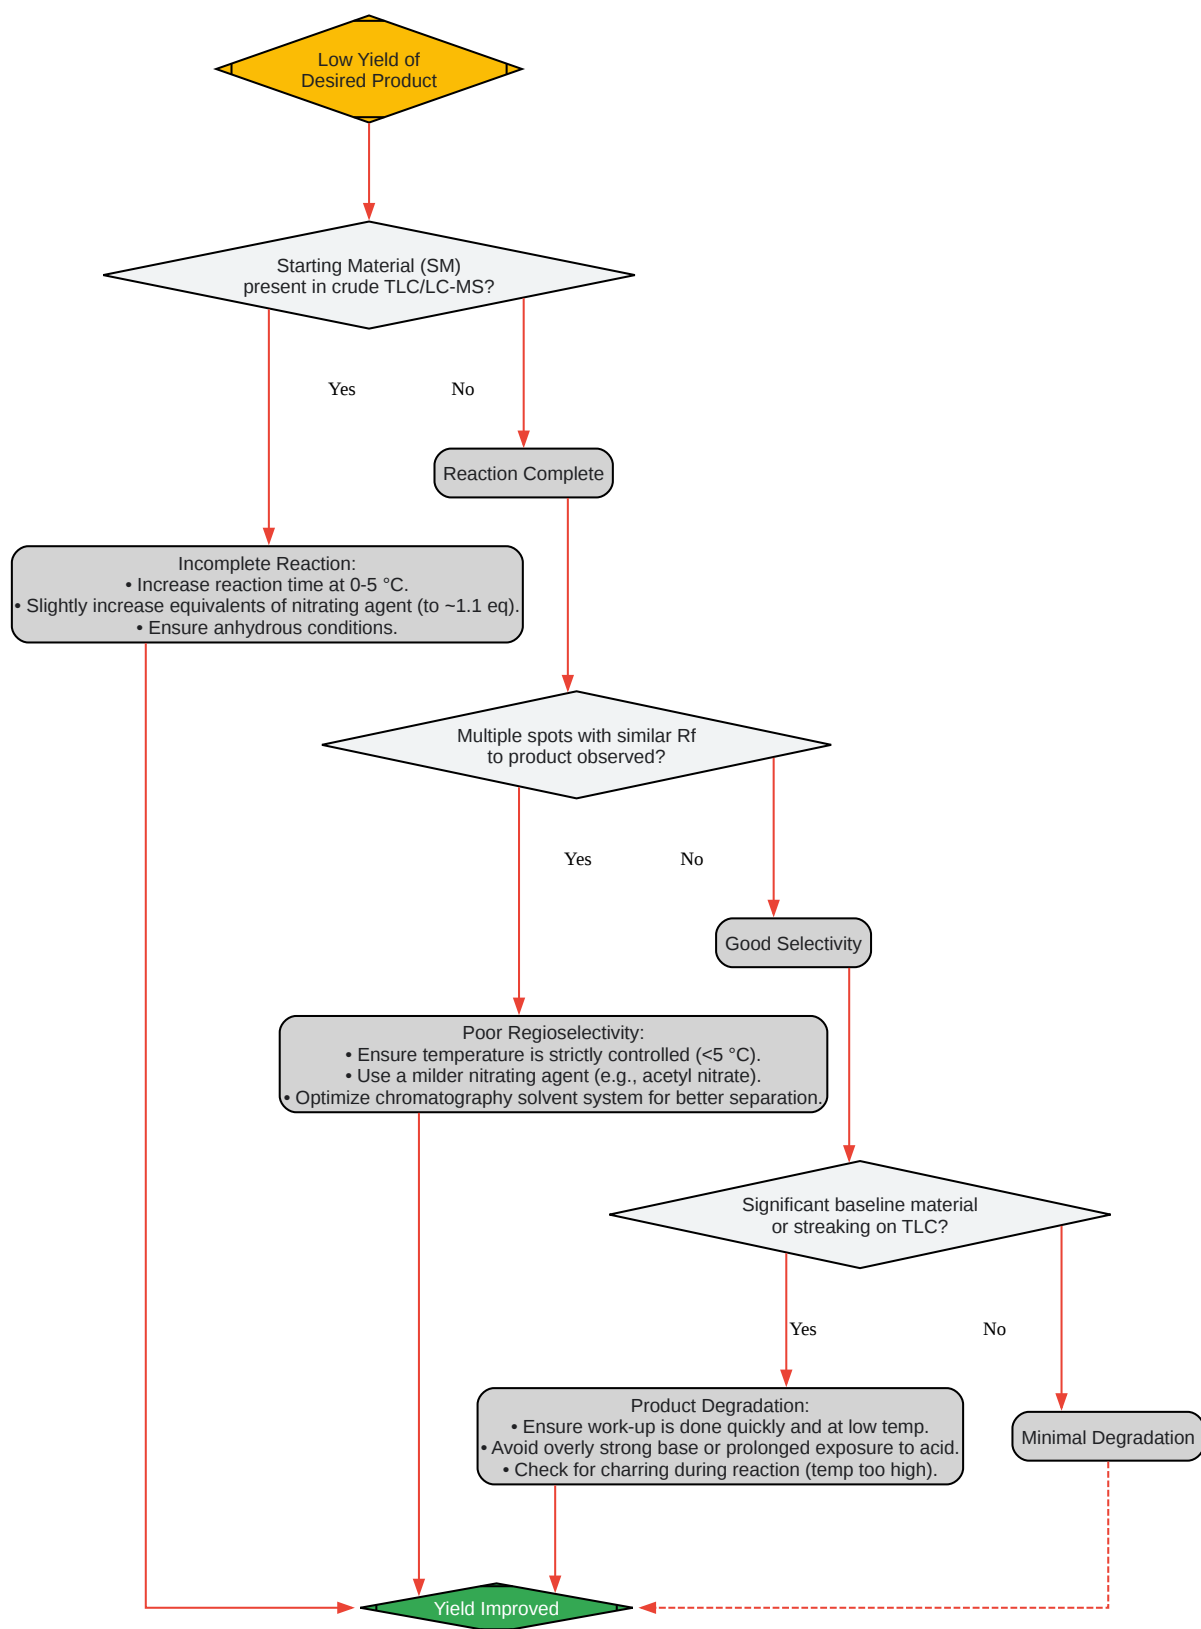 Low Yield of
Desired Product
Starting Material (SM)
present in crude TLC/LC-MS?
Yes
No
Reaction Complete
Incomplete Reaction:
• Increase reaction time at 0-5 °C.
• Slightly increase equivalents of nitrating agent (to ~1.1 eq).
• Ensure anhydrous conditions.
Multiple spots with similar Rf
to product observed?
Yes
No
Good Selectivity
Poor Regioselectivity:
• Ensure temperature is strictly controlled (<5 °C).
• Use a milder nitrating agent (e.g., acetyl nitrate).
• Optimize chromatography solvent system for better separation.
Significant baseline material
or streaking on TLC?
Yes
No
Product Degradation:
• Ensure work-up is done quickly and at low temp.
• Avoid overly strong base or prolonged exposure to acid.
• Check for charring during reaction (temp too high).
Minimal Degradation
Yield Improved